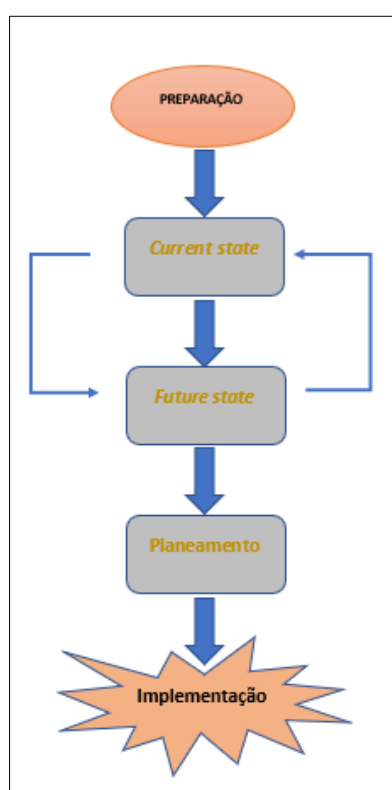 PREPARAÇÃO
Current state
Future state
Planeamento
Implementação